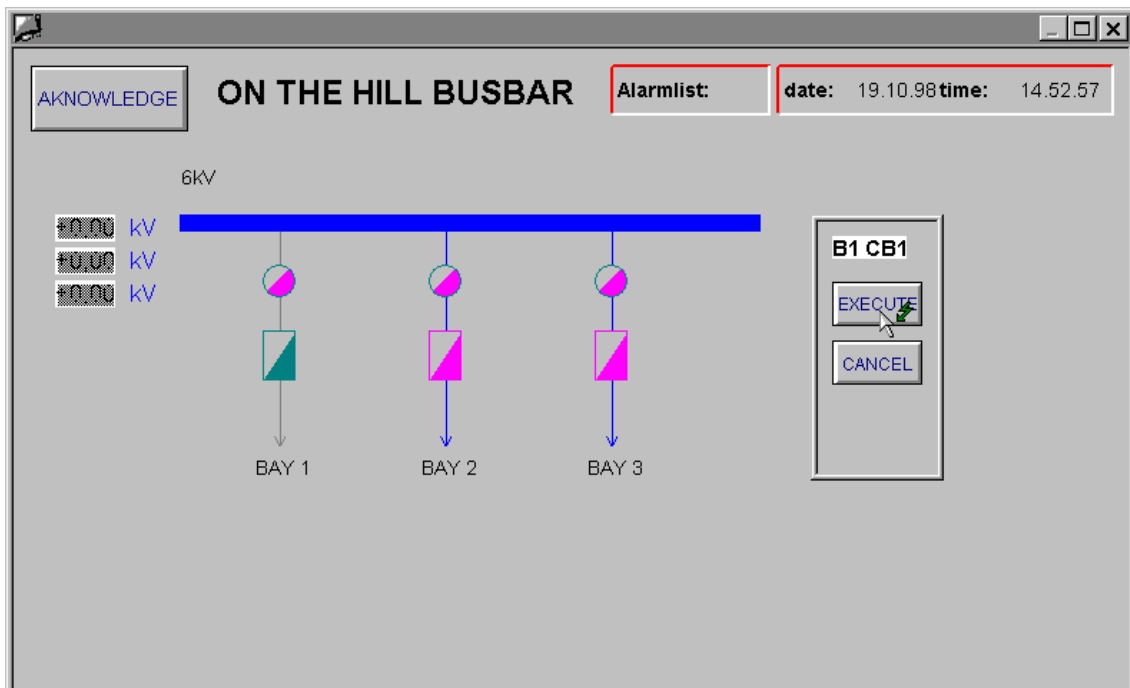 AKNOWLEDGE
ON THE HILL BUSBAR
Alarmlist:
date: 19.10.98 time: 14.52.57
6kV
+0.00 kV
+0.00 kV
+0.00 kV
B1 CB1
EXECUTE
CANCEL
BAY 1 BAY 2 BAY 3